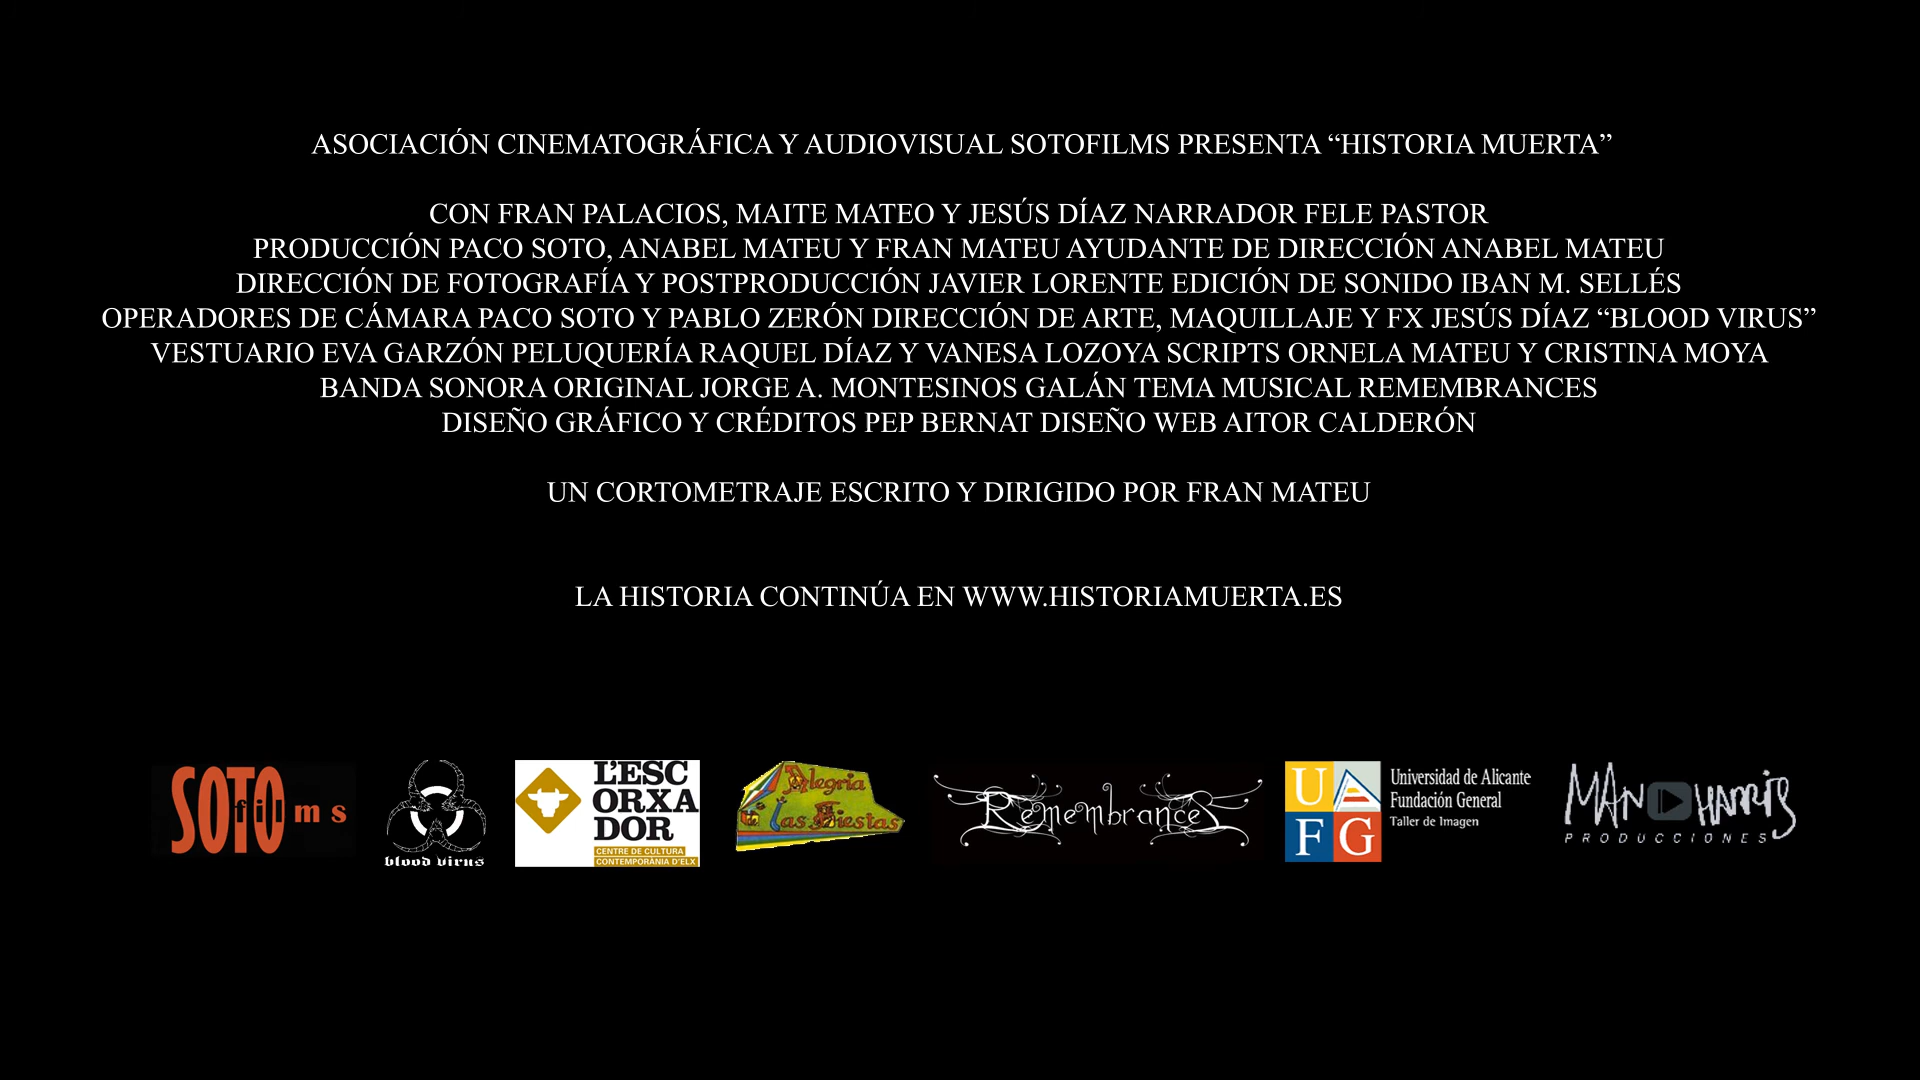 ASOCIACIÓN CINEMATOGRÁFICA Y AUDIOVISUAL SOTOFILMS PRESENTA “HISTORIA MUERTA”
CON FRAN PALACIOS, MAITE MATEO Y JESÚS DÍAZ NARRADOR FELE PASTOR
PRODUCCIÓN PACO SOTO, ANABEL MATEU Y FRAN MATEU AYUDANTE DE DIRECCIÓN ANABEL MATEU
DIRECCIÓN DE FOTOGRAFÍA Y POSTPRODUCCIÓN JAVIER LORENTE EDICIÓN DE SONIDO IBAN M. SELLÉS
OPERADORES DE CÁMARA PACO SOTO Y PABLO ZERÓN DIRECCIÓN DE ARTE, MAQUILLAJE Y FX JESÚS DÍAZ “BLOOD VIRUS”
VESTUARIO EVA GARZÓN PELUQUERÍA RAQUEL DÍAZ Y VANESA LOZOYA SCRIPTS ORNELA MATEU Y CRISTINA MOYA
BANDA SONORA ORIGINAL JORGE A. MONTESINOS GALÁN TEMA MUSICAL REMEMBRANCES
DISEÑO GRÁFICO Y CRÉDITOS PEP BERNAT DISEÑO WEB AITOR CALDERÓN
UN CORTOMETRAJE ESCRITO Y DIRIGIDO POR FRAN MATEU
LA HISTORIA CONTINÚA EN WWW.HISTORIAMUERTA.ES
SOTO films
blood virus
L'ESC
ORXA
DOR
CENTRE DE CULTURA
CONTEMPORÀNIA D'ELX
Alegria
las Fiestas
Remembrances
UA
FG
Universidad de Alicante
Fundación General
Taller de Imagen
MAN HARRIS
PRODUCCIONES